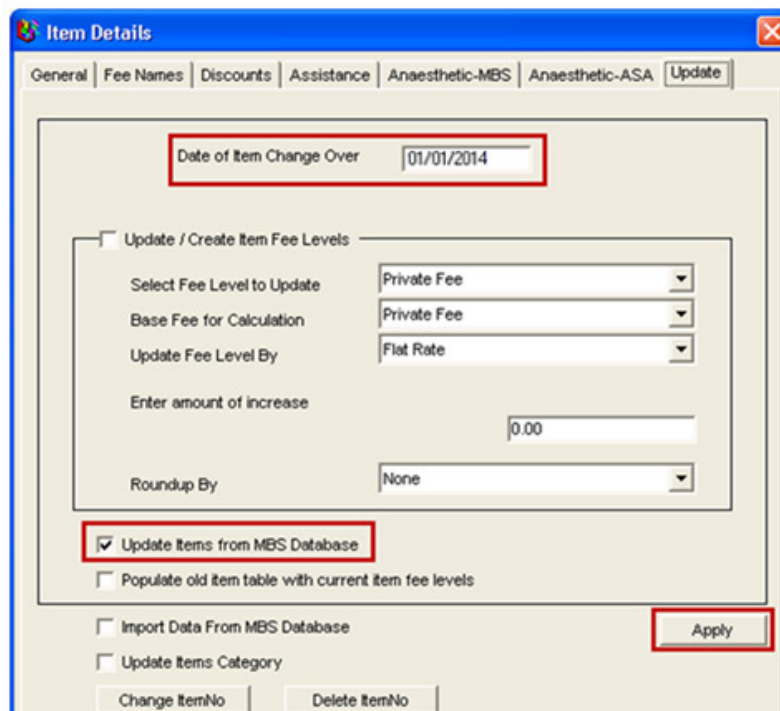 Item Details
General Fee Names Discounts Assistance Anaesthetic-MBS Anaesthetic-ASA Update
Date of Item Change Over 01/01/2014
Update / Create Item Fee Levels
Select Fee Level to Update Private Fee
Base Fee for Calculation Private Fee
Update Fee Level By Flat Rate
Enter amount of increase
0.00
Roundup By None
Update Items from MBS Database
Populate old item table with current item fee levels
Import Data From MBS Database Apply
Update Items Category
Change ItemNo Delete ItemNo